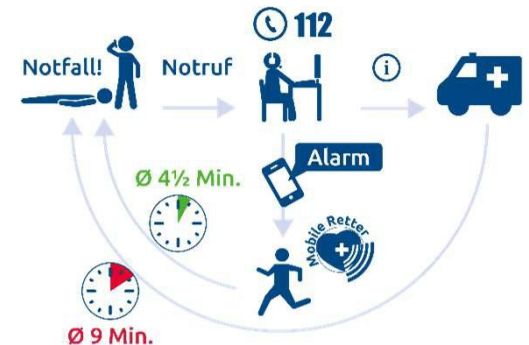 112
Notfall!
Notruf
i
Alarm
Ø 4½ Min.
Mobile Retter
Ø 9 Min.